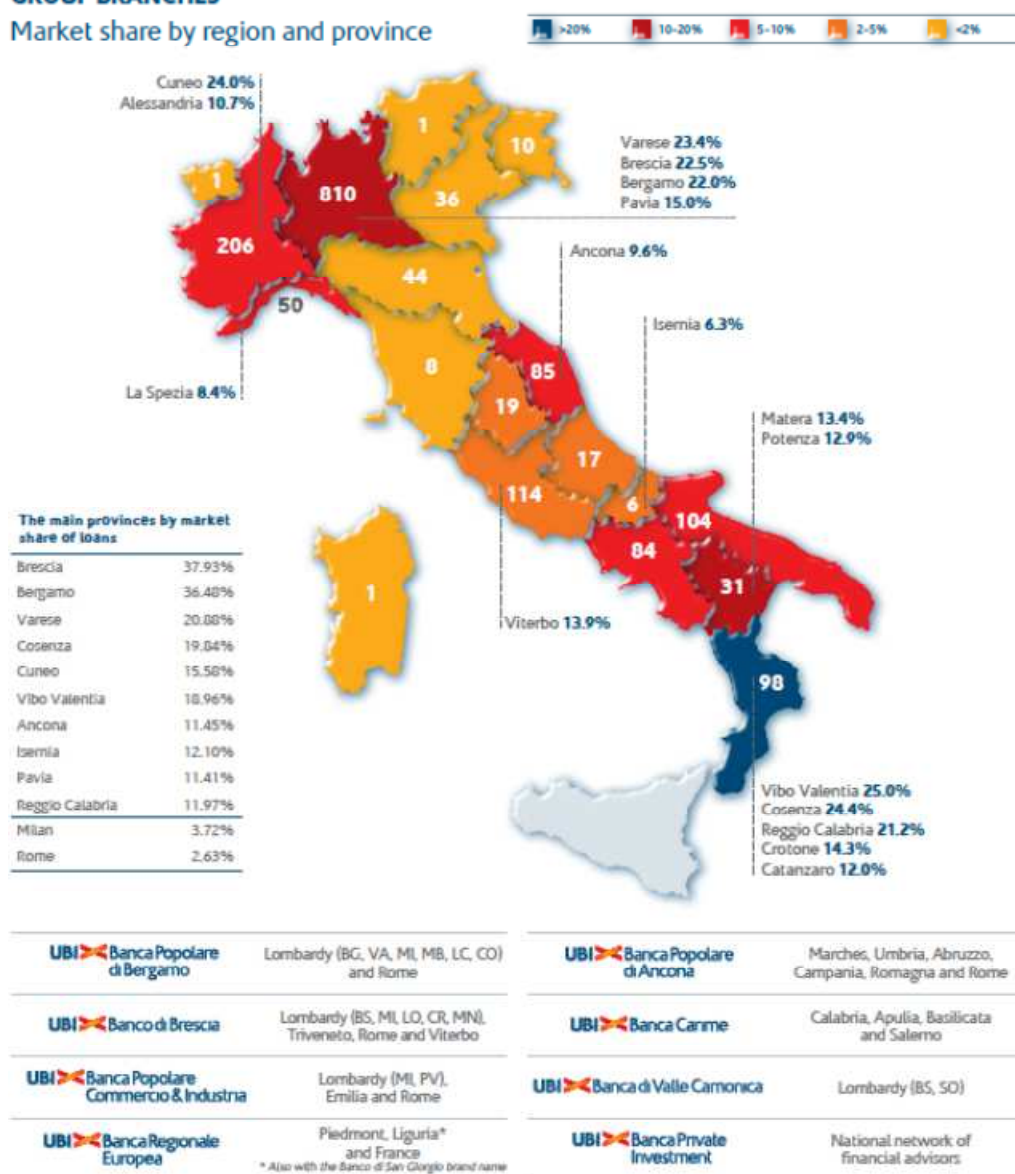 GROUP BRANCHES
Market share by region and province
>20%
10-20%
5-10%
2-5%
<2%
Cuneo 24.0%
Alessandria 10.7%
1
10
Varese 23.4%
Brescia 22.5%
Bergamo 22.0%
Pavia 15.0%
1
810
36
206
Ancona 9.6%
44
50
Isernia 6.3%
8
85
La Spezia 8.4%
19
Matera 13.4%
Potenza 12.9%
17
114
6
104
84
The main provinces by market
share of loans
Brescia 37.93%
Bergamo 36.48%
Varese 20.88%
Cosenza 19.84%
Cuneo 15.58%
Vibo Valentia 18.96%
Ancona 11.45%
Isernia 12.10%
Pavia 11.41%
Reggio Calabria 11.97%
Milan 3.72%
Rome 2.63%
1
31
Viterbo 13.9%
98
Vibo Valentia 25.0%
Cosenza 24.4%
Reggio Calabria 21.2%
Crotone 14.3%
Catanzaro 12.0%
UBI Banca Popolare
di Bergamo
Lombardy (BG, VA, MI, MB, LC, CO)
and Rome
UBI Banca Popolare
di Ancona
Marches, Umbria, Abruzzo,
Campania, Romagna and Rome
UBI Banco di Brescia
Lombardy (BS, MI, LO, CR, MN),
Triveneto, Rome and Viterbo
UBI Banca Carime
Calabria, Apulia, Basilicata
and Salerno
UBI Banca Popolare
Commercio & Industria
Lombardy (MI, PV),
Emilia and Rome
UBI Banca di Valle Camonica
Lombardy (BS, SO)
UBI Banca Regionale
Europea
Piedmont, Liguria*
and France
* Also with the Banco di San Giorgio brand name
UBI Banca Private
Investment
National network of
financial advisors